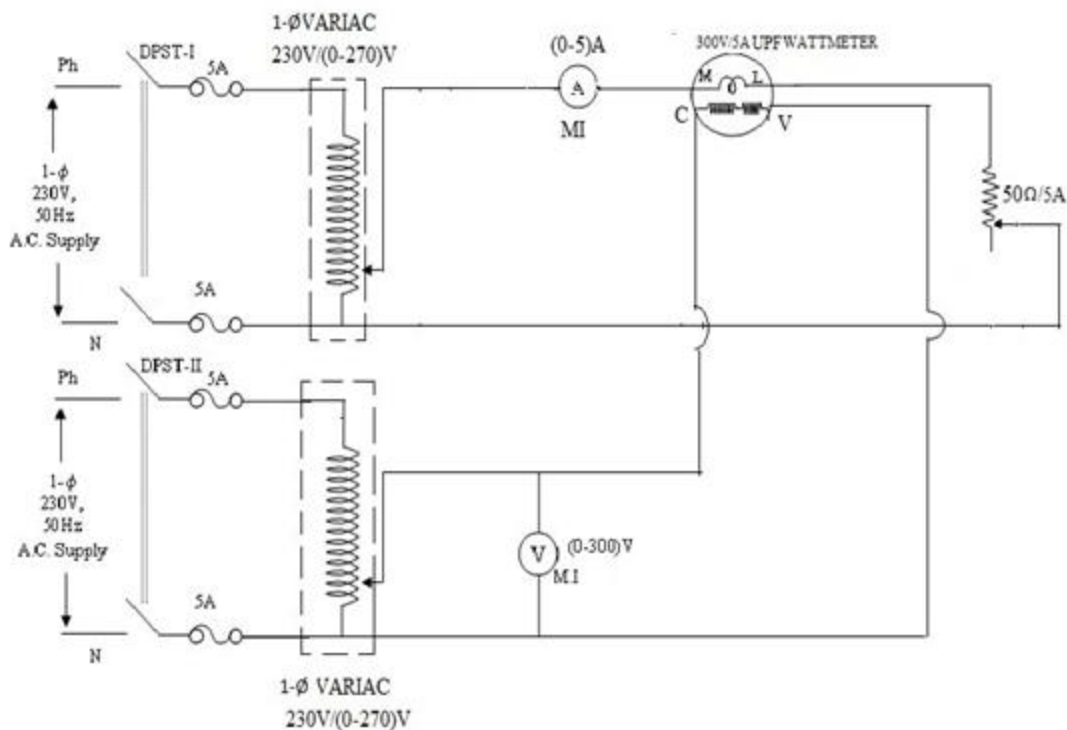 1-ØVARIAC
230V/(0-270)V
DPST-I
Ph
5A
(0-5)A
A
MI
300V/5A UPF WATTMETER
M
L
C
V
1-ϕ
230V,
50Hz
A.C. Supply
50Ω/5A
5A
N
DPST-II
Ph
5A
1-ϕ
230V,
50Hz
A.C. Supply
V
(0-300)V
M.I
5A
N
1-Ø VARIAC
230V/(0-270)V